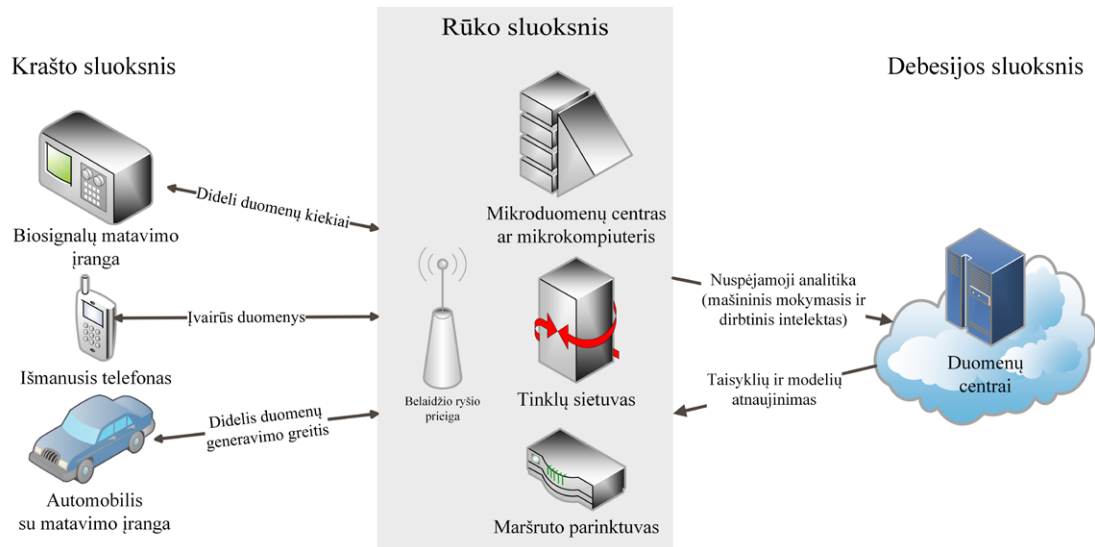 Krašto sluoksnis
Biosignalų matavimo
įranga
Išmanusis telefonas
Automobilis
su matavimo įranga
Dideli duomenų kiekiai
Įvairūs duomenys
Didelis duomenų
generavimo greitis
Rūko sluoksnis
Belaidžio ryšio
prieiga
Mikroduomenų centras
ar mikrokompiuteris
Tinklų sietuvas
Maršruto parinktuvas
Nuspėjamoji analitika
(mašininis mokymasis ir
dirbtinis intelektas)
Taisyklių ir modelių
atnaujinimas
Debesijos sluoksnis
Duomenų
centrai